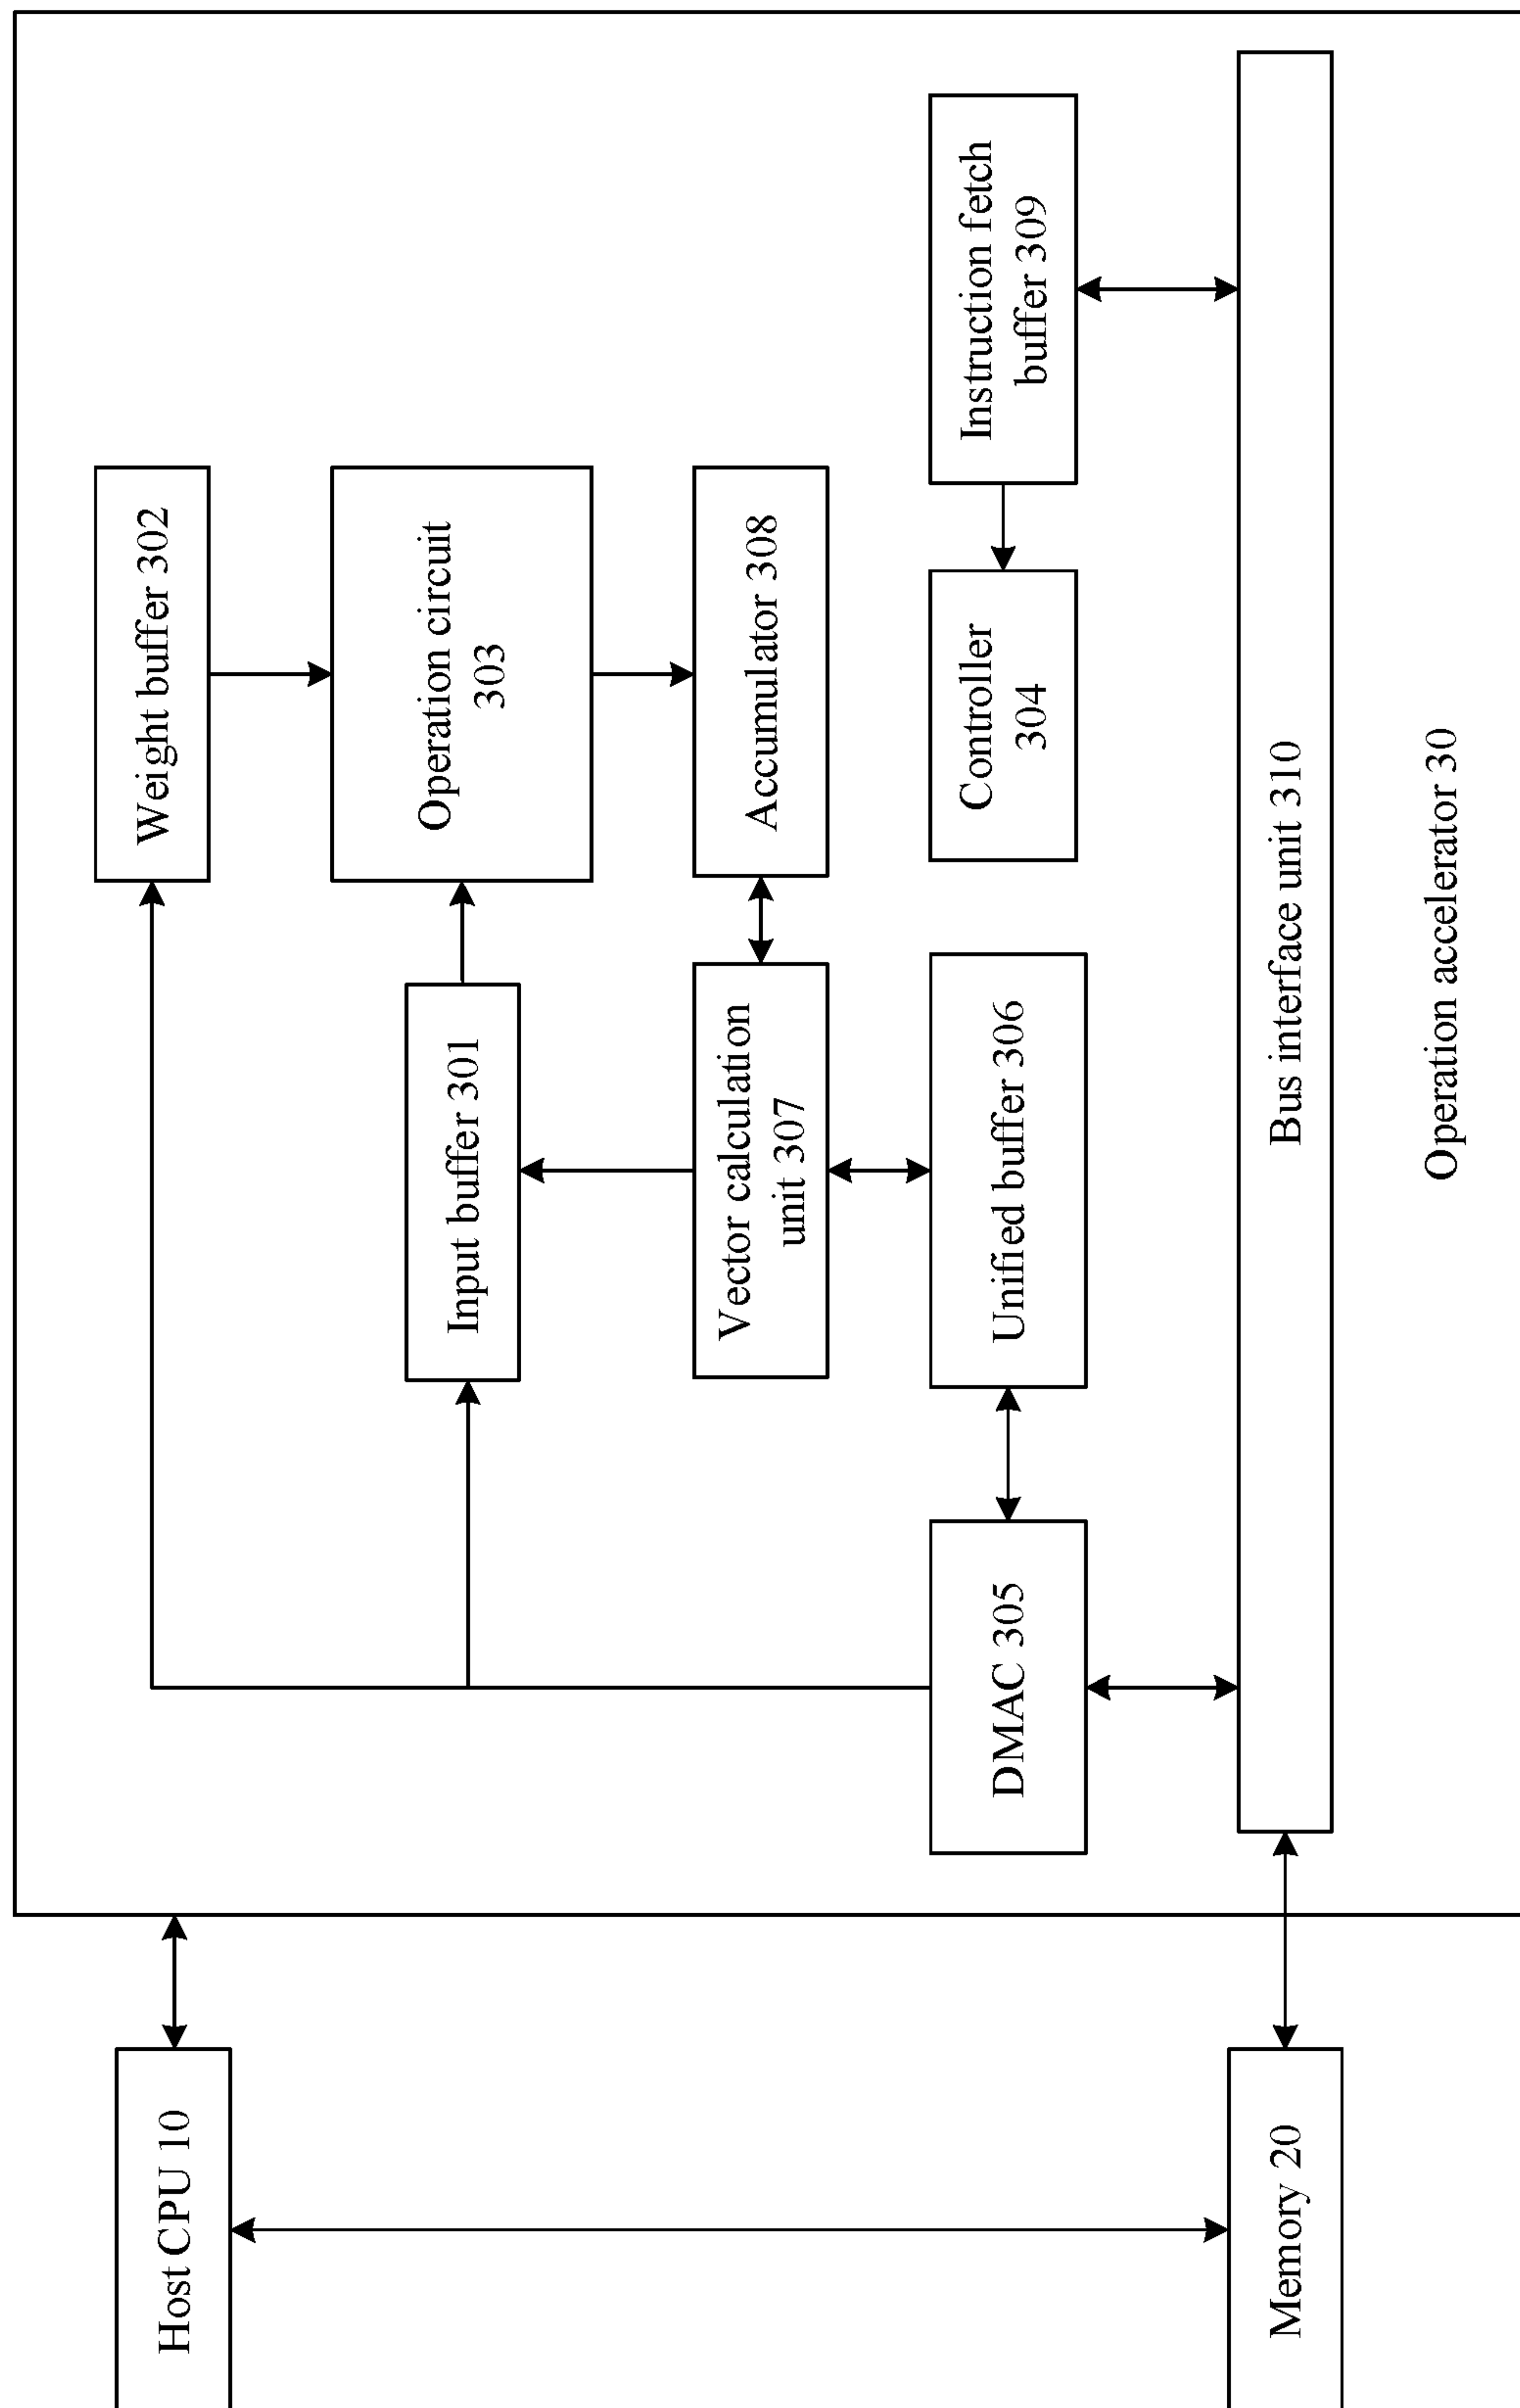 Host CPU 10
Weight buffer 302
Input buffer 301
Operation circuit
303
Vector calculation
unit 307
Accumulator 308
DMAC 305
Unified buffer 306
Controller
304
Instruction fetch
buffer 309
Memory 20
Bus interface unit 310
Operation accelerator 30